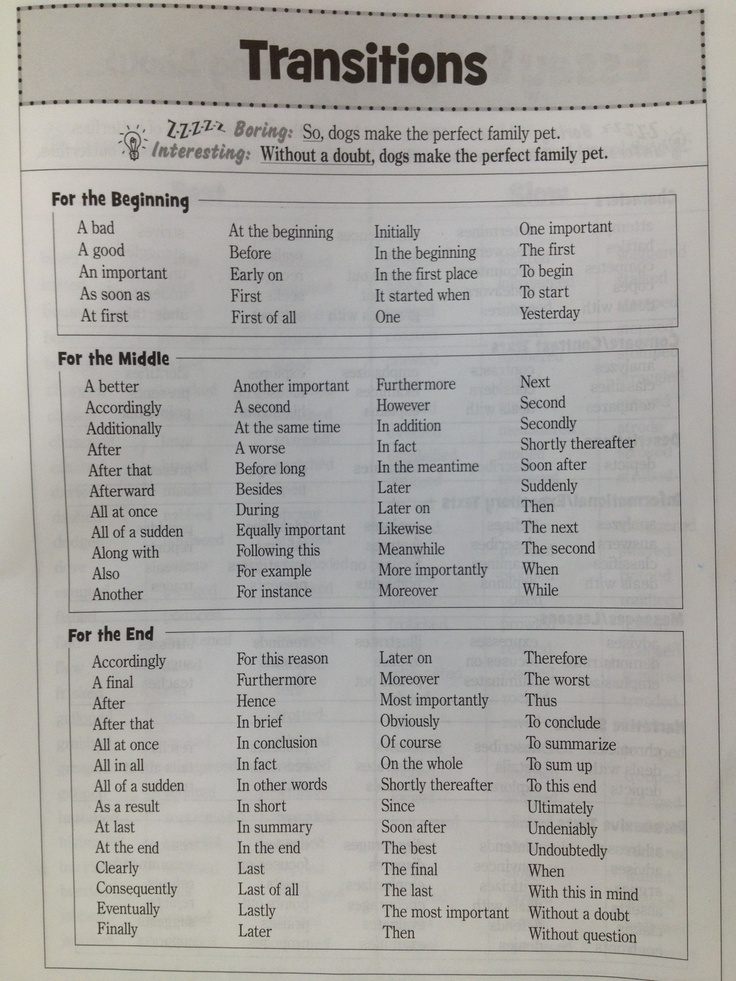 Transitions
Z-Z-Z-Z-Z Boring: So, dogs make the perfect family pet.
Interesting: Without a doubt, dogs make the perfect family pet.
For the Beginning
A bad At the beginning Initially One important
A good Before In the beginning The first
An important Early on In the first place To begin
As soon as First It started when To start
At first First of all One Yesterday
For the Middle
A better Another important Furthermore Next
Accordingly A second However Second
Additionally At the same time In addition Secondly
After A worse In fact Shortly thereafter
After that Before long In the meantime Soon after
Afterward Besides Later Suddenly
All at once During Later on Then
All of a sudden Equally important Likewise The next
Along with Following this Meanwhile The second
Also For example More importantly When
Another For instance Moreover While
For the End
Accordingly For this reason Later on Therefore
A final Furthermore Moreover The worst
After Hence Most importantly Thus
After that In brief Obviously To conclude
All at once In conclusion Of course To summarize
All in all In fact On the whole To sum up
All of a sudden In other words Shortly thereafter To this end
As a result In short Since Ultimately
At last In summary Soon after Undeniably
At the end In the end The best Undoubtedly
Clearly Last The final When
Consequently Last of all The last With this in mind
Eventually Lastly The most important Without a doubt
Finally Later Then Without question